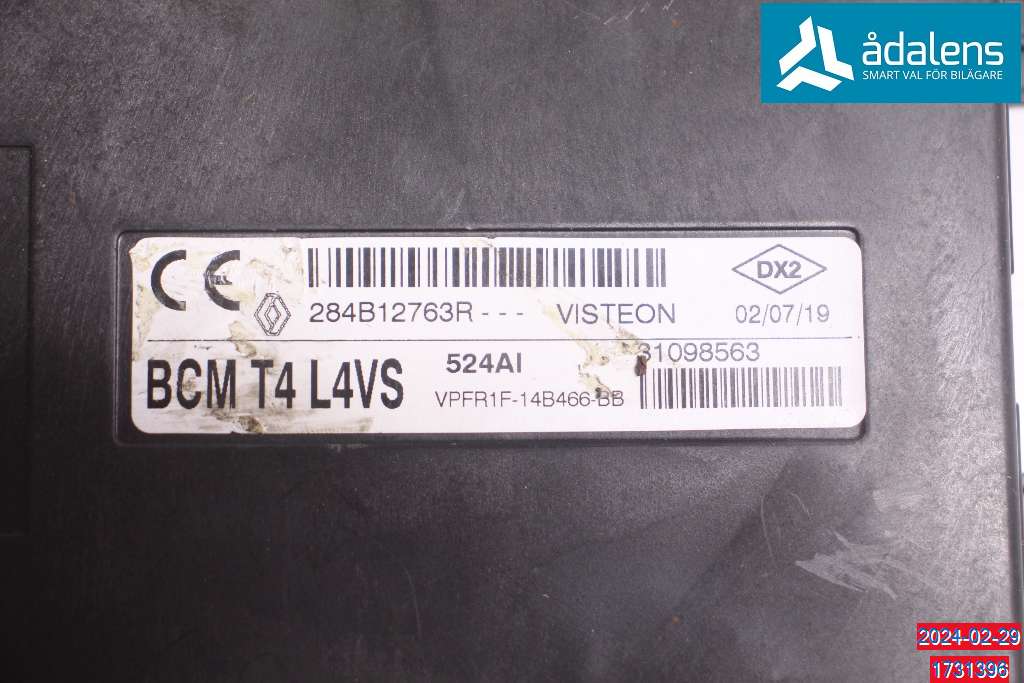 ådalens
SMART VAL FÖR BILÄGARE
CE
DX2
284B12763R - - - VISTEON 02/07/19
BCM T4 L4VS
524AI
31098563
VPFR1F-14B466-BB
2024-02-29
1731396